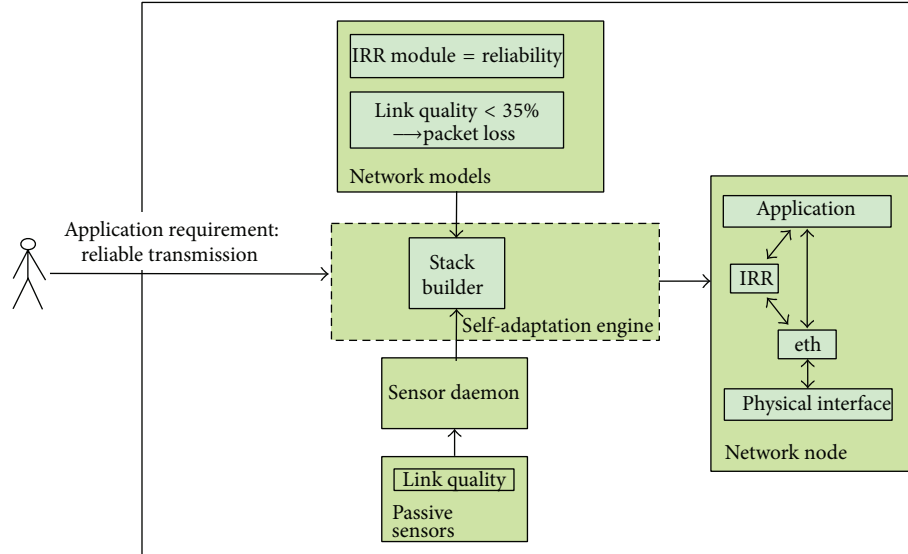 IRR module = reliability
Link quality < 35%
→packet loss
Network models
Application requirement:
reliable transmission
Stack
builder
Self-adaptation engine
Sensor daemon
Link quality
Passive
sensors
Application
IRR
eth
Physical interface
Network node